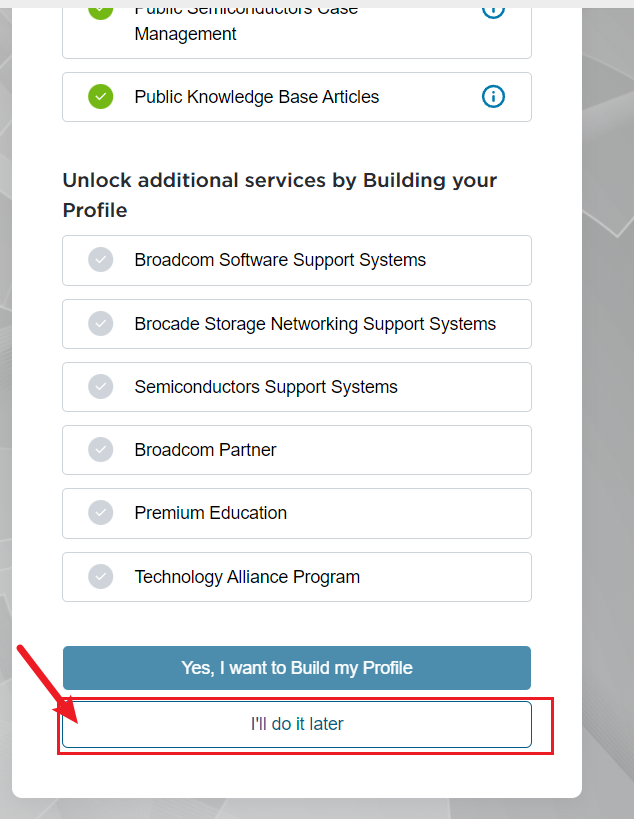 Public Semiconductors Case
Management
Public Knowledge Base Articles
Unlock additional services by Building your
Profile
Broadcom Software Support Systems
Brocade Storage Networking Support Systems
Semiconductors Support Systems
Broadcom Partner
Premium Education
Technology Alliance Program
Yes, I want to Build my Profile
I'll do it later